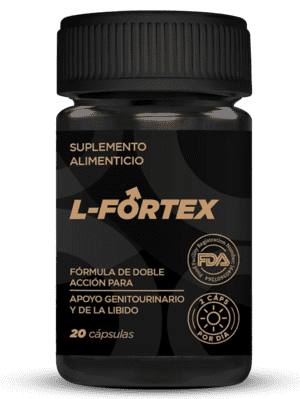 SUPLEMENTO
ALIMENTICIO
L-FORTEX
FDA
FÓRMULA DE DOBLE
ACCIÓN PARA
APOYO GENITOURINARIO
Y DE LA LIBIDO
2 CAPS
POR DÍA
20 cápsulas